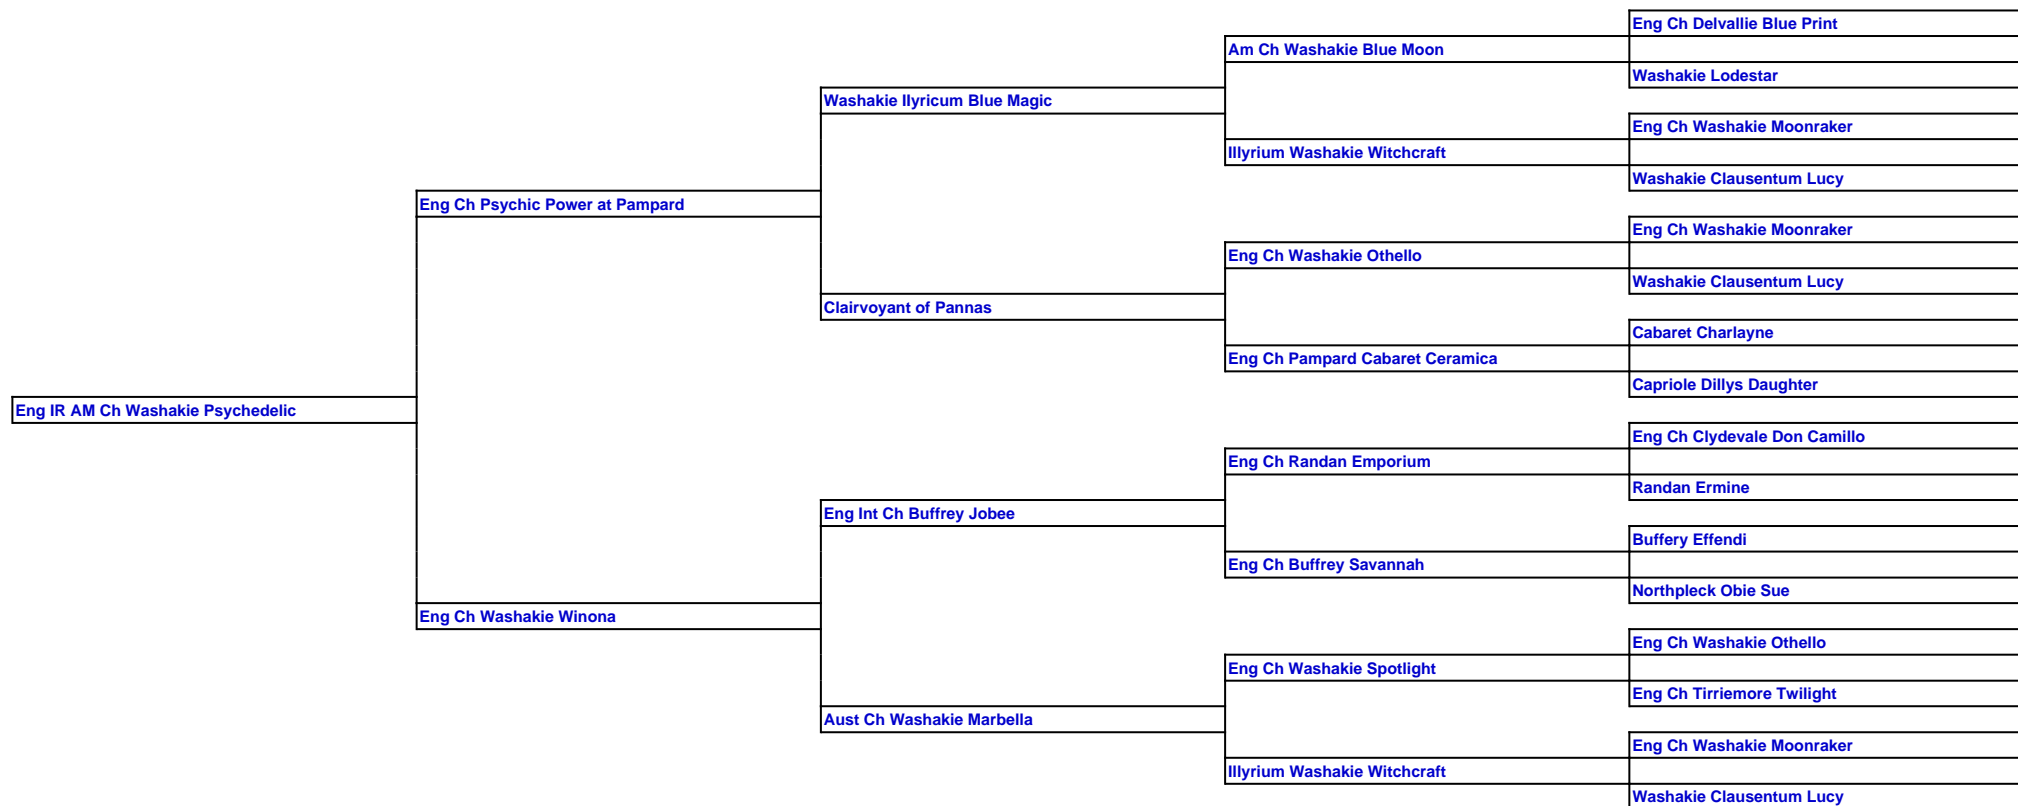 Eng Ch Delvallie Blue Print
Am Ch Washakie Blue Moon
Washakie Lodestar
Washakie Ilyricum Blue Magic
Eng Ch Washakie Moonraker
Illyrium Washakie Witchcraft
Washakie Clausentum Lucy
Eng Ch Psychic Power at Pampard
Eng Ch Washakie Moonraker
Eng Ch Washakie Othello
Washakie Clausentum Lucy
Clairvoyant of Pannas
Cabaret Charlayne
Eng Ch Pampard Cabaret Ceramica
Capriole Dillys Daughter
Eng IR AM Ch Washakie Psychedelic
Eng Ch Clydevale Don Camillo
Eng Ch Randan Emporium
Randan Ermine
Eng Int Ch Buffrey Jobee
Buffery Effendi
Eng Ch Buffrey Savannah
Northpleck Obie Sue
Eng Ch Washakie Winona
Eng Ch Washakie Othello
Eng Ch Washakie Spotlight
Eng Ch Tirriemore Twilight
Aust Ch Washakie Marbella
Eng Ch Washakie Moonraker
Illyrium Washakie Witchcraft
Washakie Clausentum Lucy